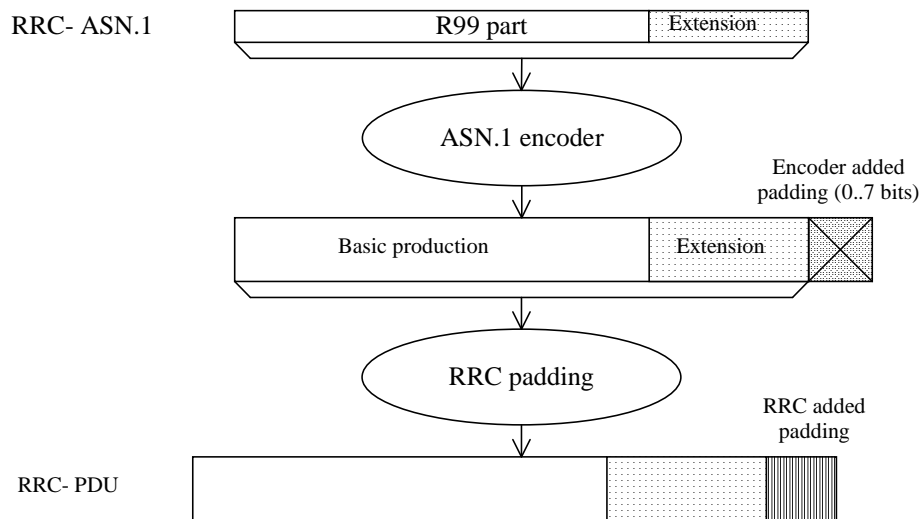 RRC- ASN.1
R99 part
Extension
ASN.1 encoder
Encoder added
padding (0..7 bits)
Basic production
Extension
RRC padding
RRC added
padding
RRC- PDU